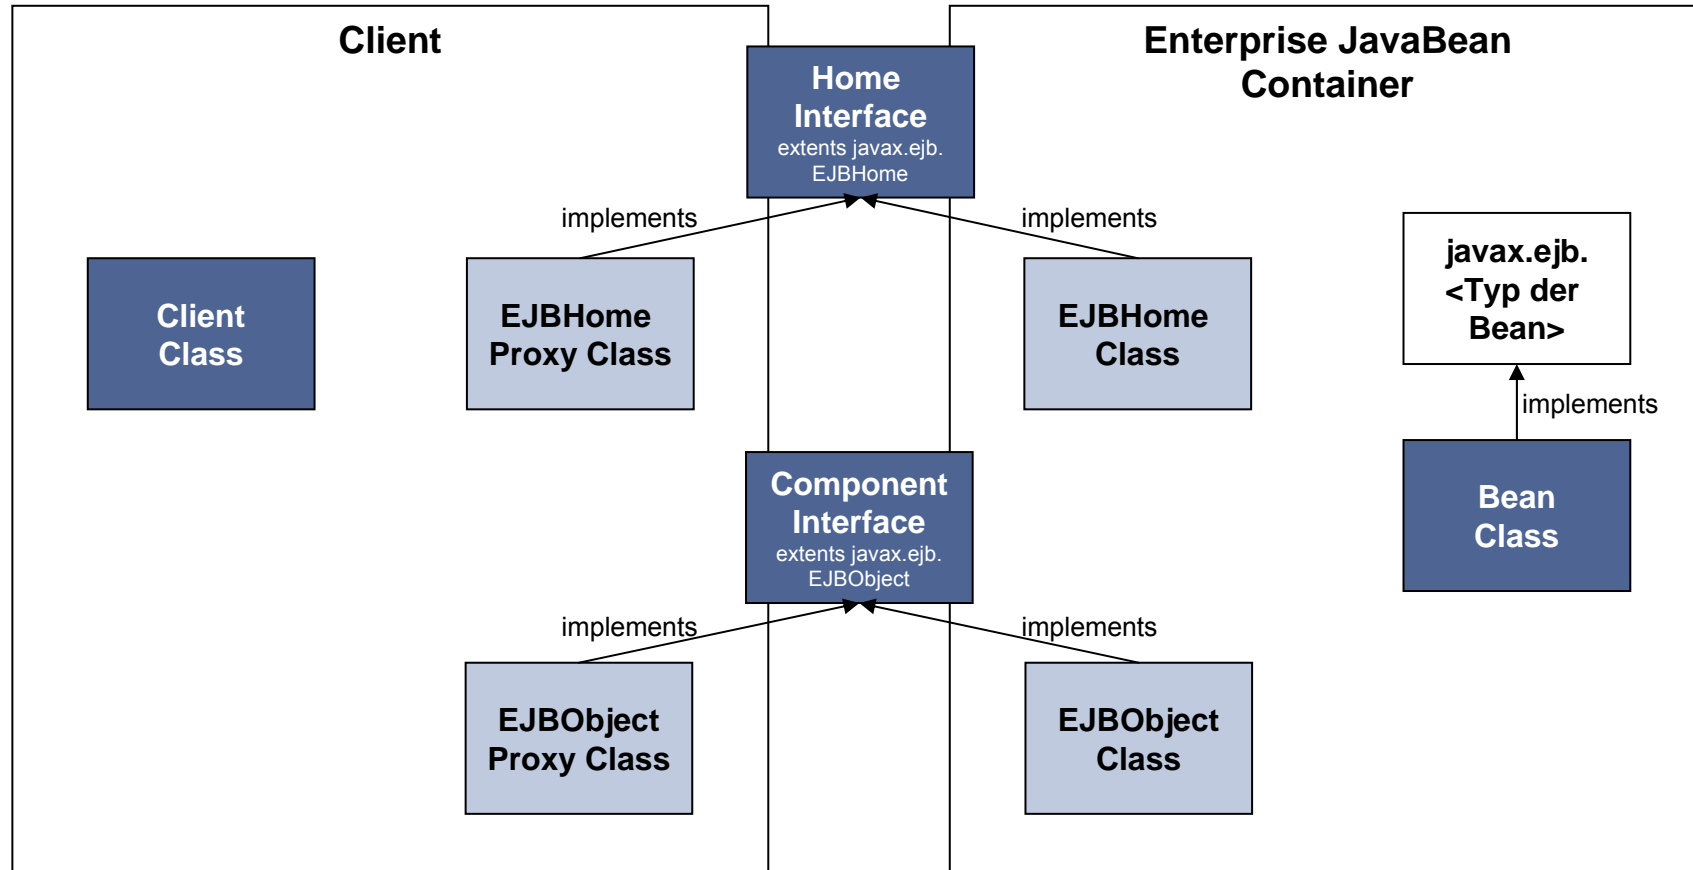 Client
Enterprise JavaBean
Container
Home
Interface
extents javax.ejb.
EJBHome
implements
implements
Client
Class
EJBHome
Proxy Class
EJBHome
Class
javax.ejb.
<Typ der
Bean>
implements
Component
Interface
extents javax.ejb.
EJBObject
Bean
Class
implements
implements
EJBObject
Proxy Class
EJBObject
Class